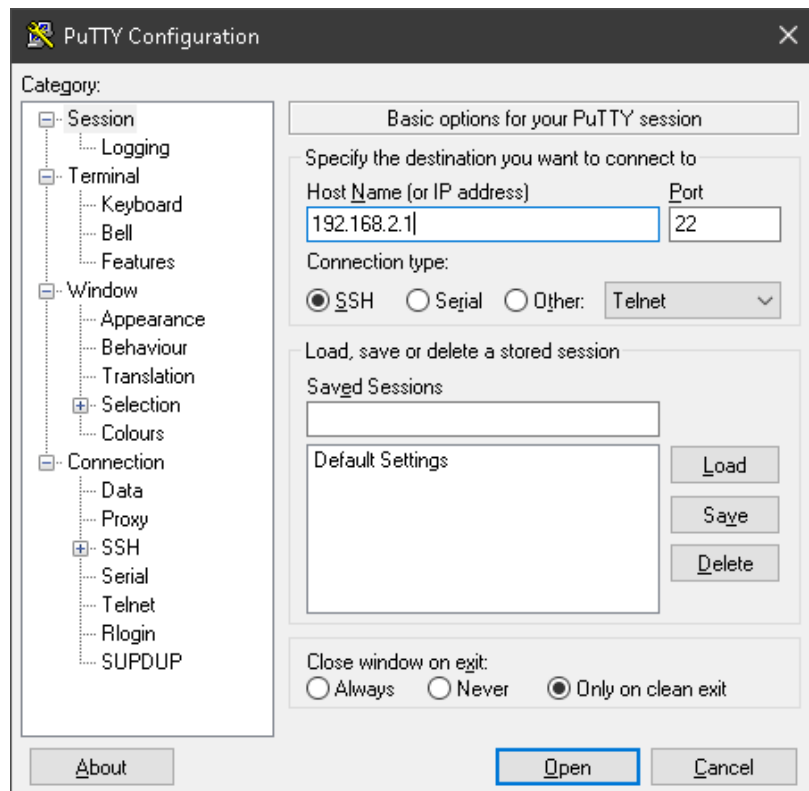 PuTTY Configuration
Category:
Session
Logging
Terminal
Keyboard
Bell
Features
Window
Appearance
Behaviour
Translation
Selection
Colours
Connection
Data
Proxy
SSH
Serial
Telnet
Rlogin
SUPDUP
Basic options for your PuTTY session
Specify the destination you want to connect to
Host Name (or IP address) Port
192.168.2.1 22
Connection type:
SSH Serial Other: Telnet
Load, save or delete a stored session
Saved Sessions
Default Settings
Load
Save
Delete
Close window on exit:
Always Never Only on clean exit
About Open Cancel